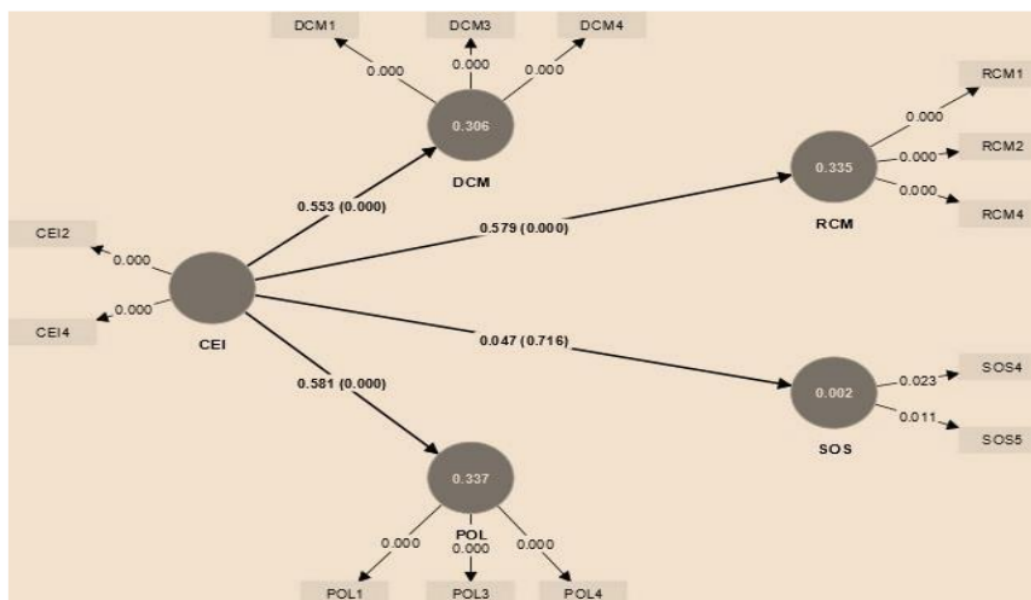 DCM1
DCM3
DCM4
0.000
0.000
0.000
0.306
DCM
RCM1
0.000
RCM2
0.000
0.335
0.000
RCM4
RCM
0.553 (0.000)
0.579 (0.000)
CEI2
0.000
0.000
CEI4
CEI
0.047 (0.716)
0.581 (0.000)
SOS4
0.023
0.002
0.011
SOS5
SOS
0.337
POL
0.000
0.000
0.000
POL1
POL3
POL4